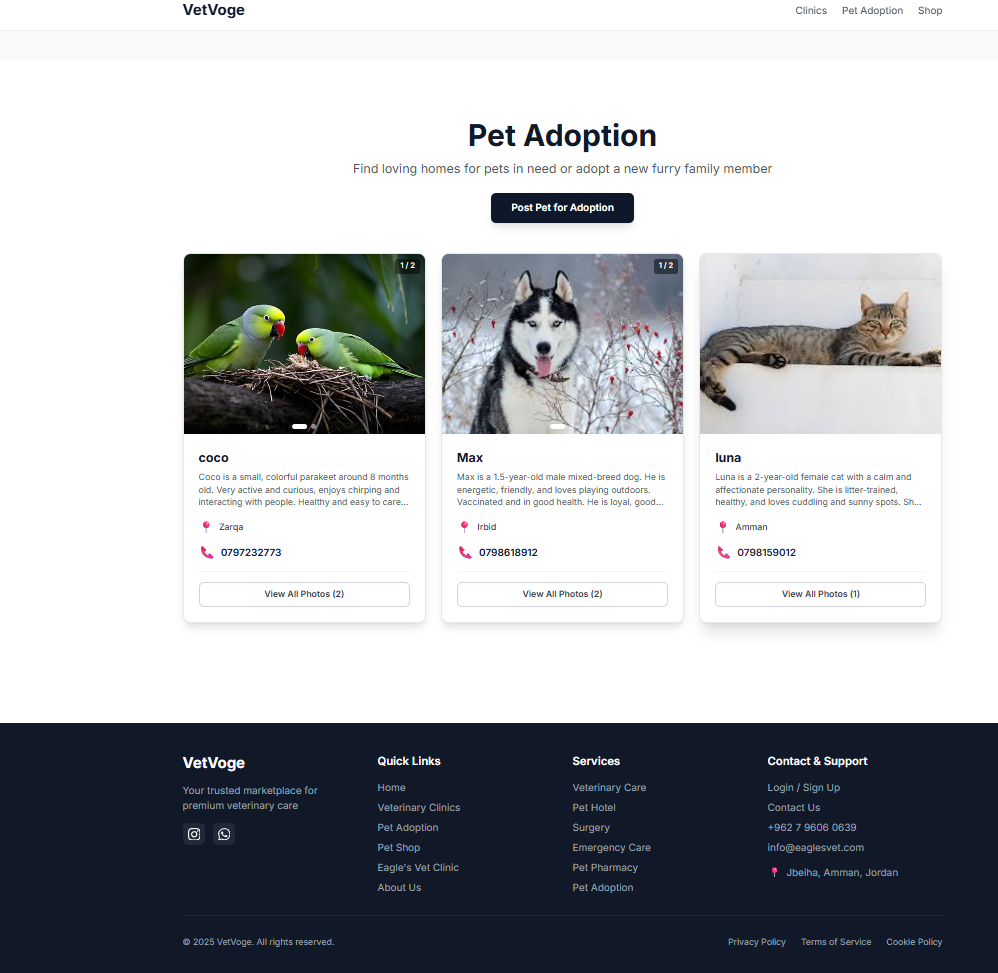 VetVoge
Clinics
Pet Adoption
Shop
Pet Adoption
Find loving homes for pets in need or adopt a new furry family member
Post Pet for Adoption
1 / 2
coco
Coco is a small, colorful parakeet around 8 months
old. Very active and curious, enjoys chirping and
interacting with people. Healthy and easy to care...
Zarqa
0797232773
View All Photos (2)
1 / 2
Max
Max is a 1.5-year-old male mixed-breed dog. He is
energetic, friendly, and loves playing outdoors.
Vaccinated and in good health. He is loyal, good...
Irbid
0798618912
View All Photos (2)
luna
Luna is a 2-year-old female cat with a calm and
affectionate personality. She is litter-trained,
healthy, and loves cuddling and sunny spots. Sh...
Amman
0798159012
View All Photos (1)
VetVoge
Your trusted marketplace for
premium veterinary care
Quick Links
Home
Veterinary Clinics
Pet Adoption
Pet Shop
Eagle's Vet Clinic
About Us
Services
Veterinary Care
Pet Hotel
Surgery
Emergency Care
Pet Pharmacy
Pet Adoption
Contact & Support
Login / Sign Up
Contact Us
+962 7 9606 0639
info@eaglesvet.com
Jbeiha, Amman, Jordan
© 2025 VetVoge. All rights reserved.
Privacy Policy
Terms of Service
Cookie Policy